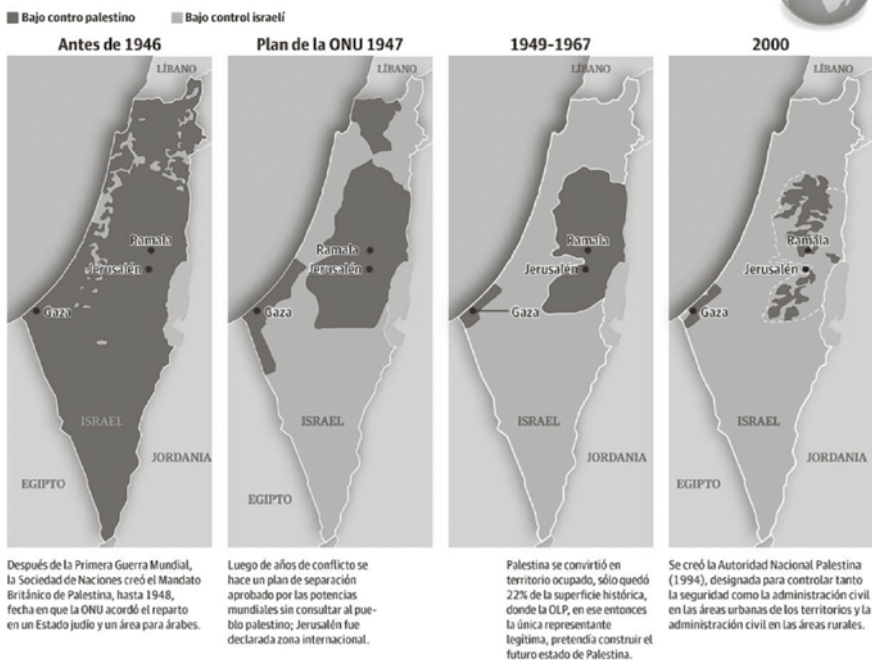 Bajo contro palestino
Bajo control israelí
Antes de 1946
Plan de la ONU 1947
1949-1967
2000
LÍBANO
Ramala
Jerusalén
Gaza
ISRAEL
JORDANIA
EGIPTO
LÍBANO
Ramala
Jerusalén
Gaza
ISRAEL
EGIPTO
LÍBANO
Ramala
Jerusalén
Gaza
ISRAEL
JORDANIA
LÍBANO
Ramala
Jerusalén
Gaza
ISRAEL
JORDANIA
EGIPTO
Después de la Primera Guerra Mundial,
la Sociedad de Naciones creó el Mandato
Británico de Palestina, hasta 1948,
fecha en que la ONU acordó el reparto
en un Estado judío y un área para árabes.
Luego de años de conflicto se
hace un plan de separación
aprobado por las potencias
mundiales sin consultar al pue-
blo palestino; Jerusalén fue
declarada zona internacional.
Palestina se convirtió en
territorio ocupado, sólo quedó
22% de la superficie histórica,
donde la OLP, en ese entonces
la única representante
legítima, pretendía construir el
futuro estado de Palestina.
Se creó la Autoridad Nacional Palestina
(1994), designada para controlar tanto
la seguridad como la administración civil
en las áreas urbanas de los territorios y la
administración civil en las áreas rurales.